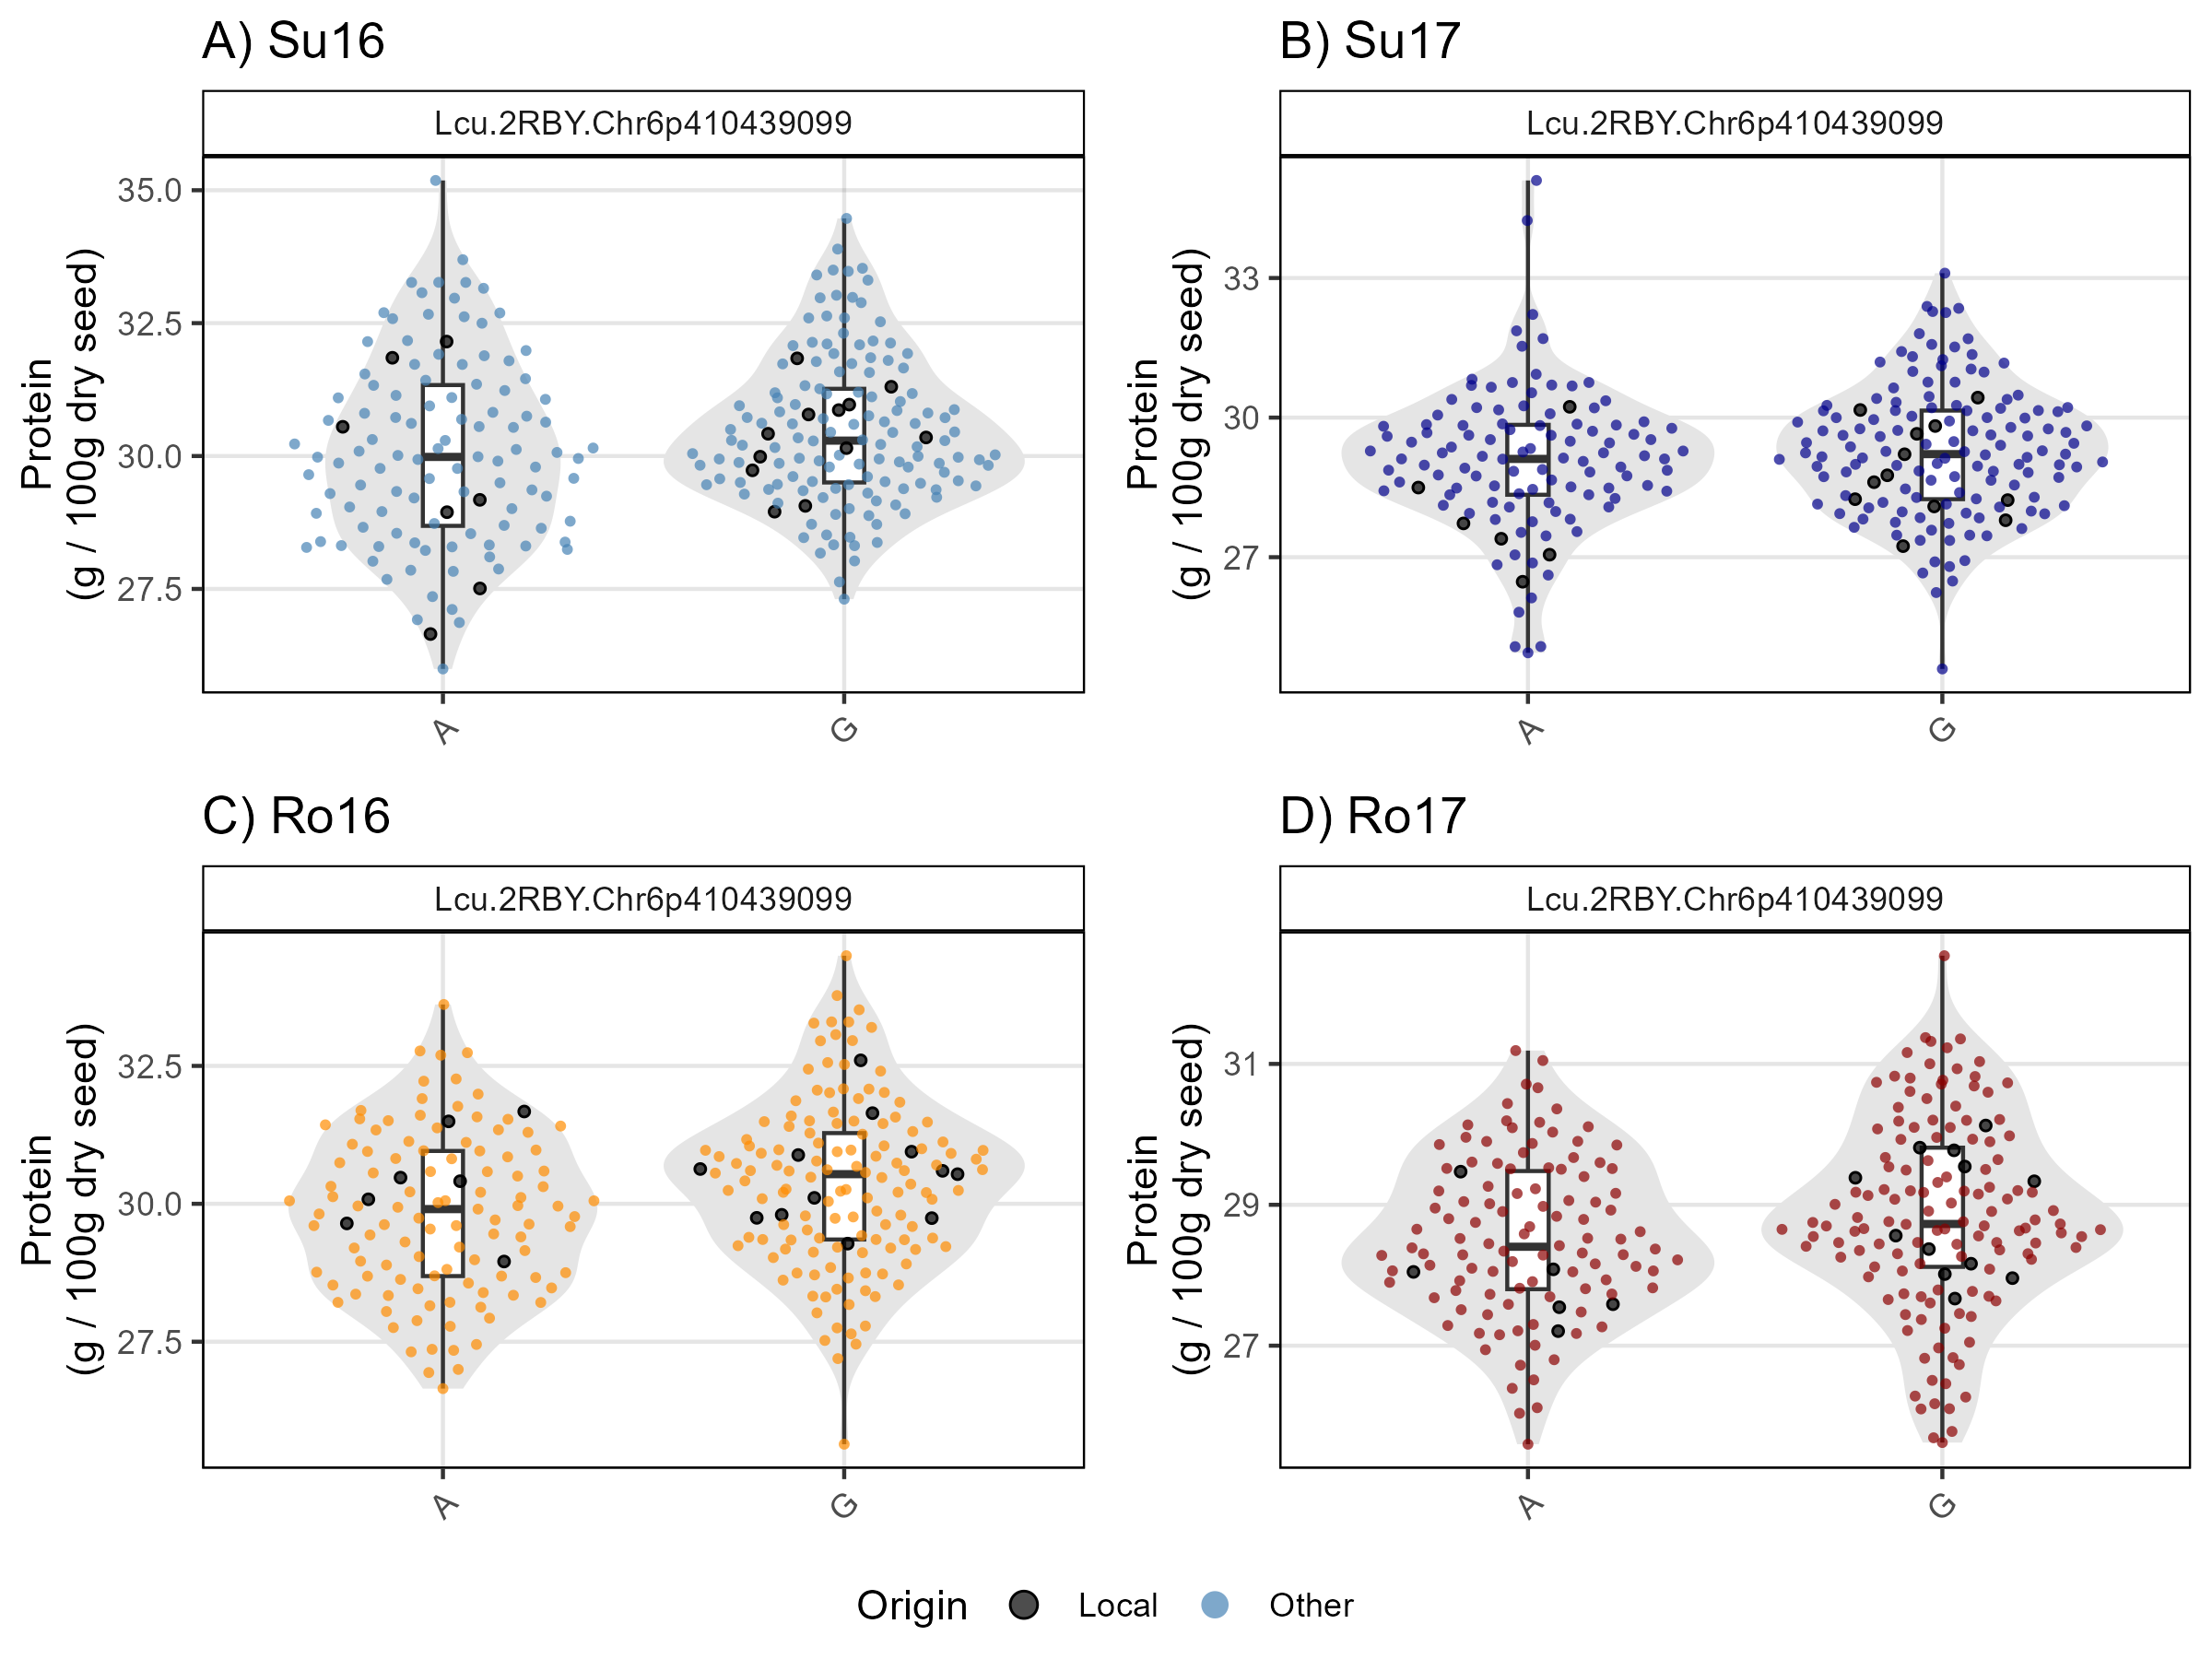 A) Su16
Lcu.2RBY.Chr6p410439099
Protein
(g / 100g dry seed)
35.0
32.5
30.0
27.5
A
G
B) Su17
Lcu.2RBY.Chr6p410439099
Protein
(g / 100g dry seed)
33
30
27
A
G
C) Ro16
Lcu.2RBY.Chr6p410439099
Protein
(g / 100g dry seed)
32.5
30.0
27.5
A
G
D) Ro17
Lcu.2RBY.Chr6p410439099
Protein
(g / 100g dry seed)
31
29
27
A
G
Origin Local Other